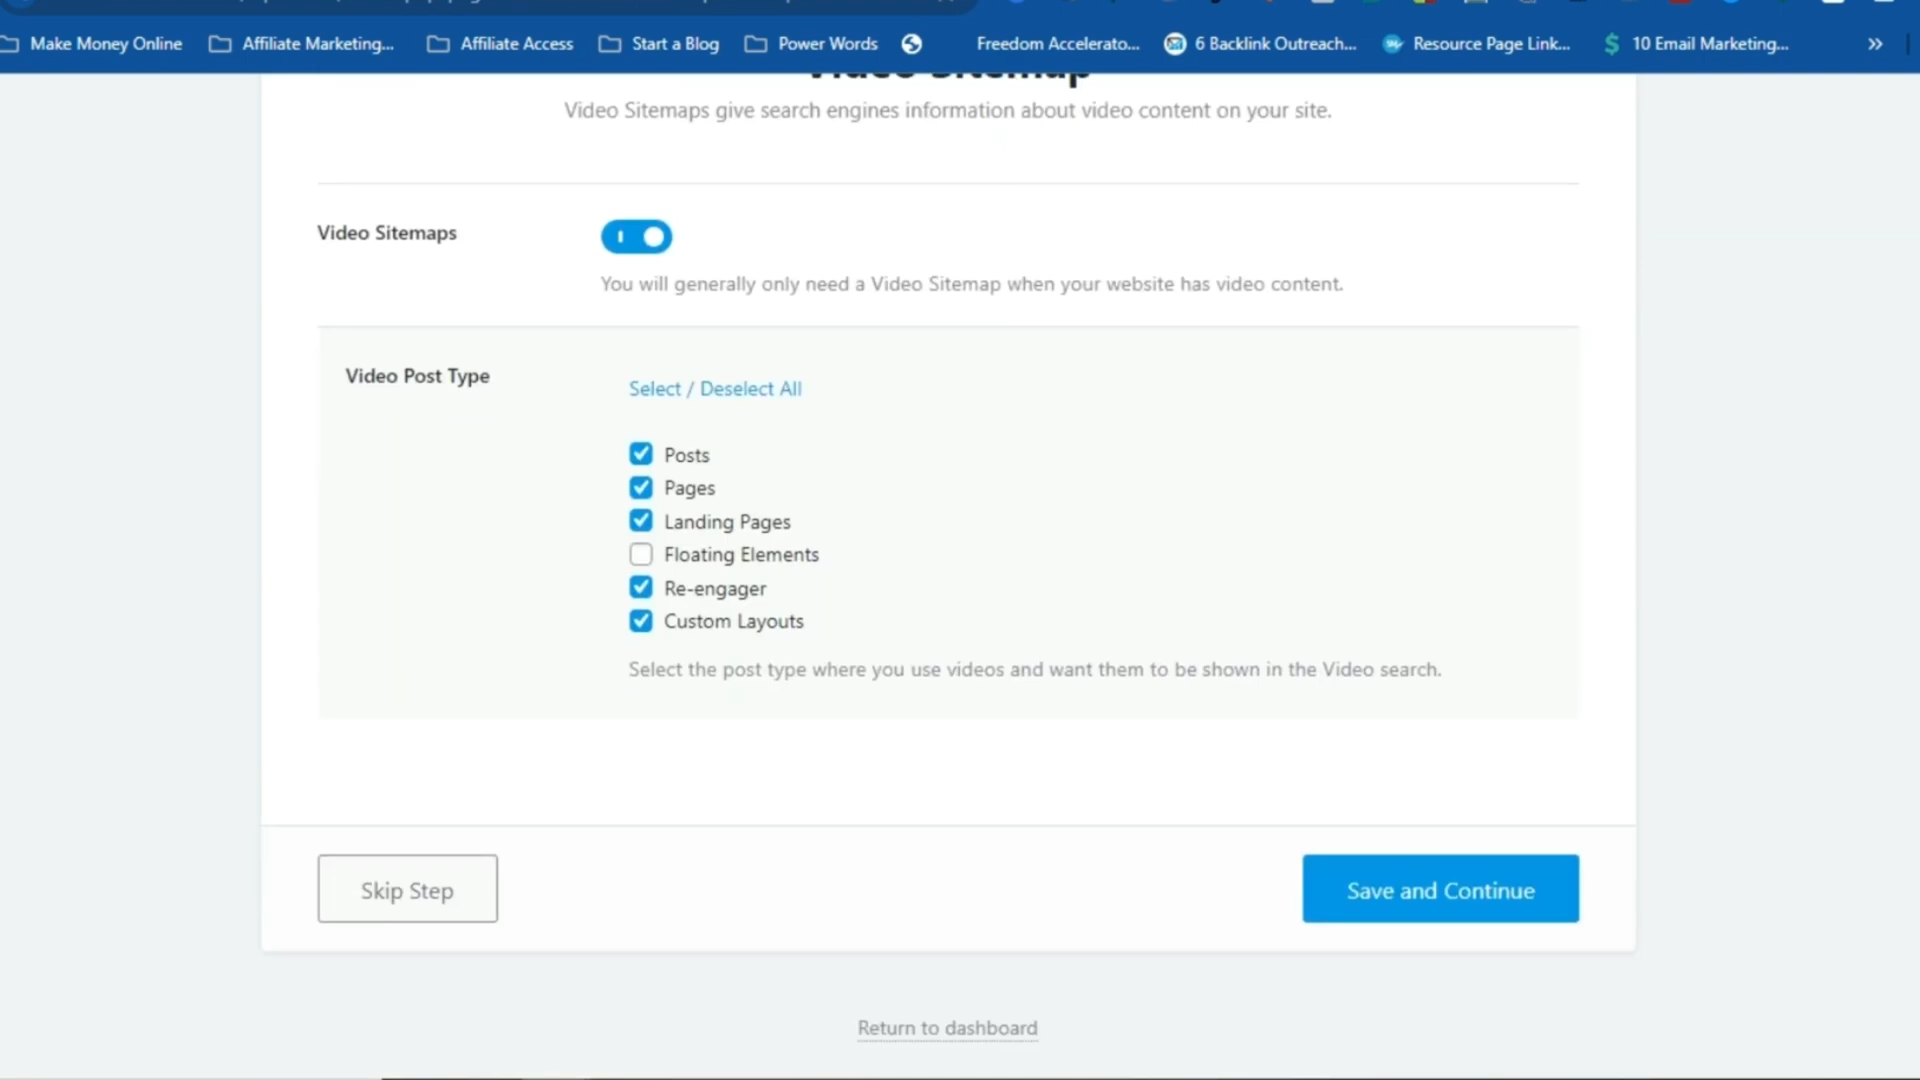 Make Money Online Affiliate Marketing... Affiliate Access Start a Blog Power Words Freedom Accelerato... 6 Backlink Outreach... Resource Page Link... 10 Email Marketing... »
Video Sitemap
Video Sitemaps give search engines information about video content on your site.
Video Sitemaps
You will generally only need a Video Sitemap when your website has video content.
Video Post Type
Select / Deselect All
Posts
Pages
Landing Pages
Floating Elements
Re-engager
Custom Layouts
Select the post type where you use videos and want them to be shown in the Video search.
Skip Step
Save and Continue
Return to dashboard